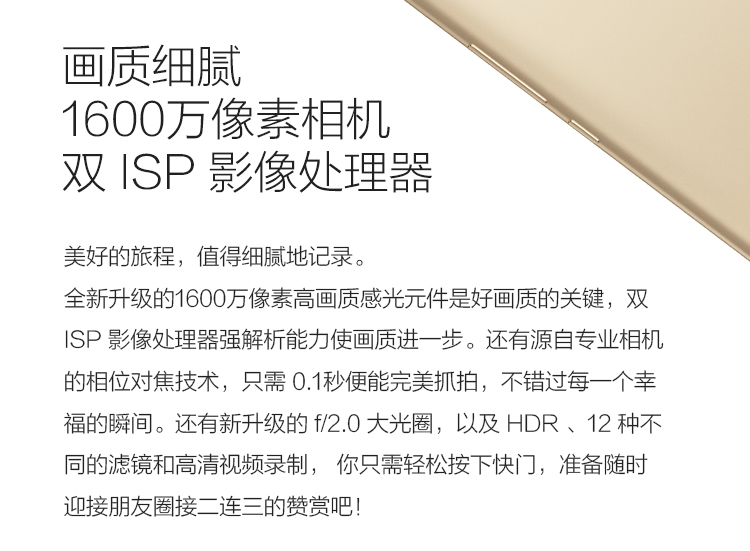 画质细腻
1600万像素相机
双 ISP 影像处理器
美好的旅程，值得细腻地记录。
全新升级的1600万像素高画质感光元件是好画质的关键，双
ISP 影像处理器强解析能力使画质进一步。还有源自专业相机
的相位对焦技术，只需 0.1秒便能完美抓拍，不错过每一个幸
福的瞬间。还有新升级的 f/2.0 大光圈，以及 HDR 、12 种不
同的滤镜和高清视频录制， 你只需轻松按下快门，准备随时
迎接朋友圈接二连三的赞赏吧！